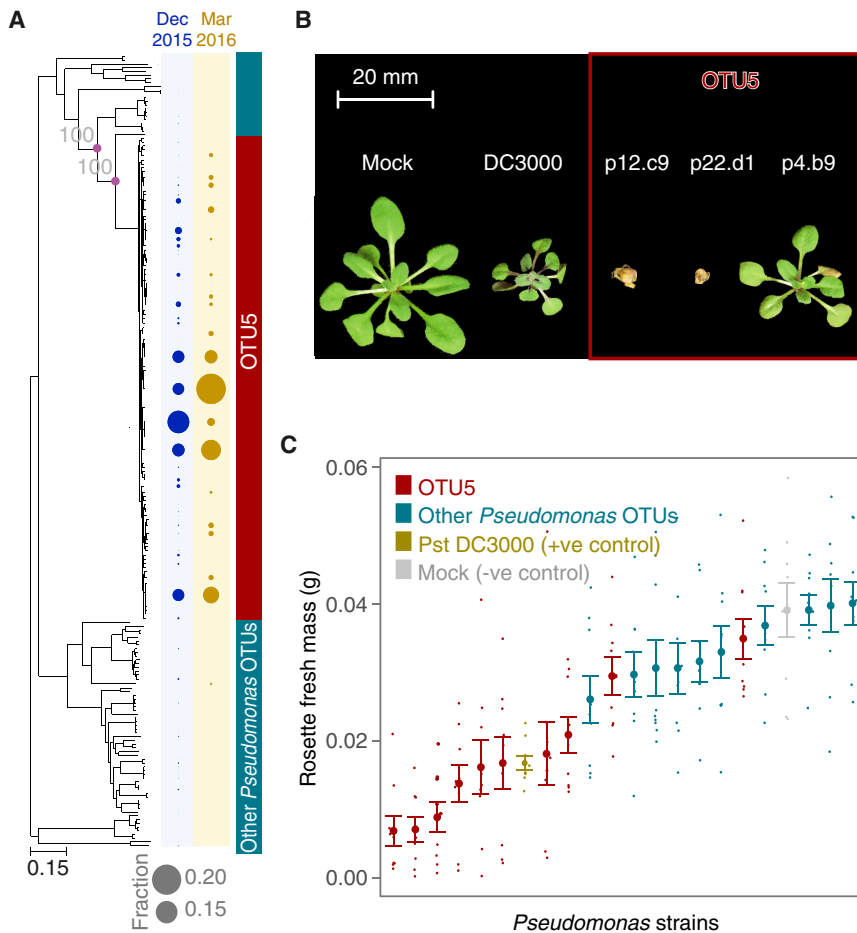 A
Dec
2015
Mar
2016
100
100
OTU5
Other Pseudomonas OTUs
0.15
Fraction
0.20
0.15
B
20 mm
OTU5
Mock
DC3000
p12.c9
p22.d1
p4.b9
C
0.06
0.04
0.02
0.00
Rosette fresh mass (g)
OTU5
Other Pseudomonas OTUs
Pst DC3000 (+ve control)
Mock (-ve control)
Pseudomonas strains